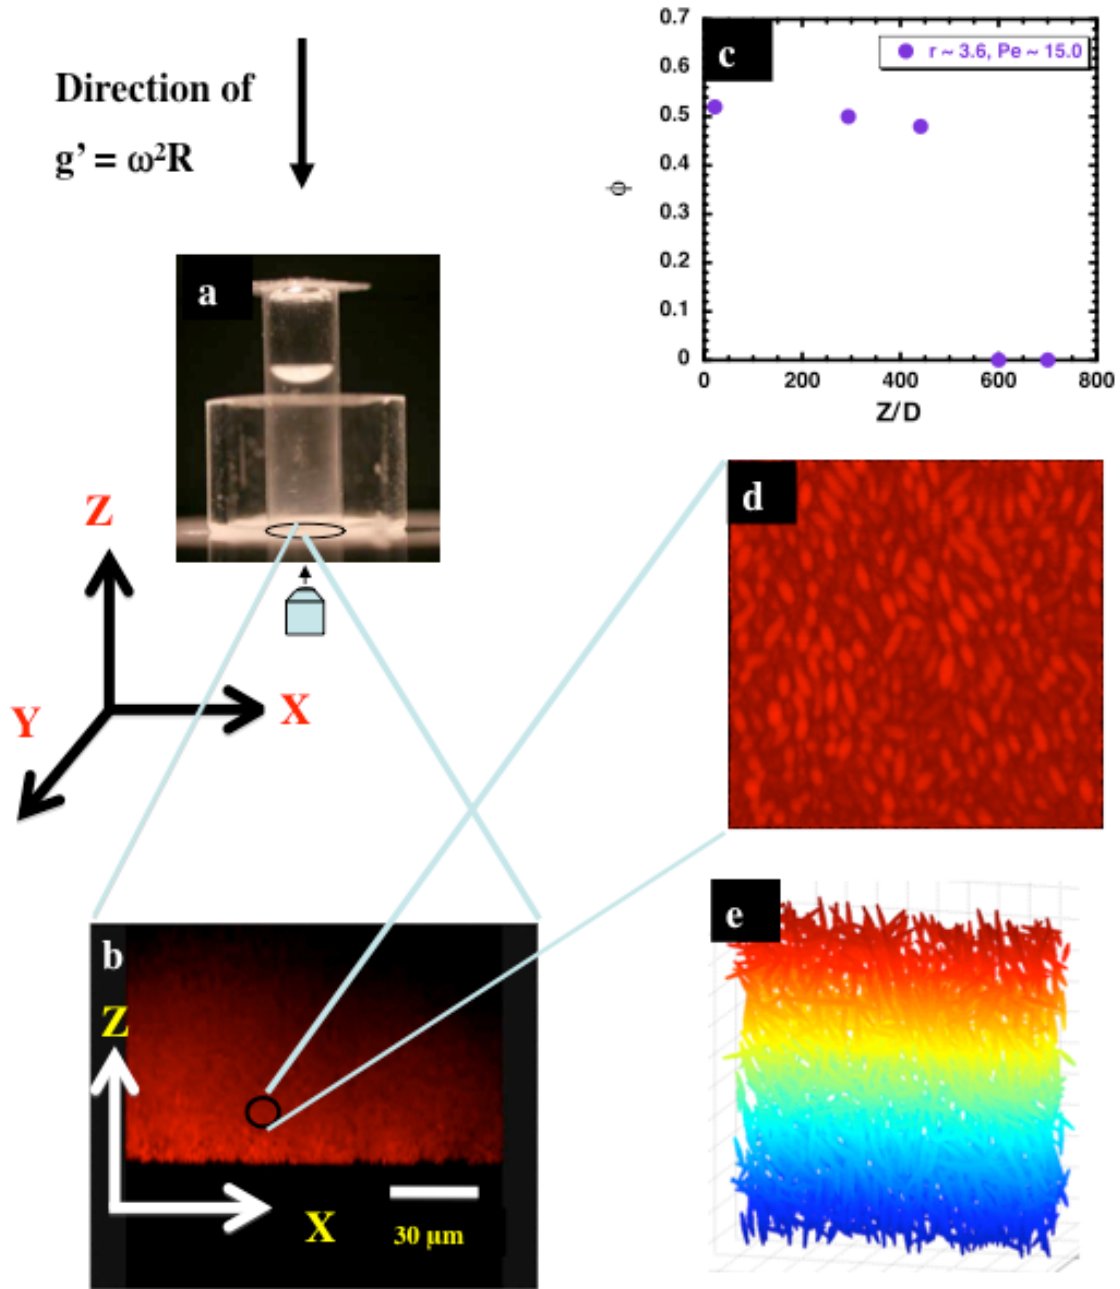 Direction of
g' = ω²R
a
Z
Y
X
b
Z
X
30 μm
c
r ~ 3.6, Pe ~ 15.0
0.7
0.6
0.5
0.4
0.3
0.2
0.1
0
ϕ
0 200 400 600 800
Z/D
d
e